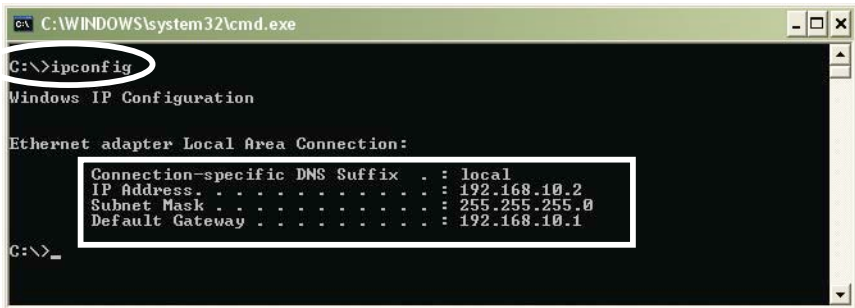 C:\WINDOWS\system32\cmd.exe
C:\>ipconfig
Windows IP Configuration
Ethernet adapter Local Area Connection:
Connection-specific DNS Suffix . : local
IP Address. . . . . . . . . . . . : 192.168.10.2
Subnet Mask . . . . . . . . . . . : 255.255.255.0
Default Gateway . . . . . . . . . : 192.168.10.1
C:\>_